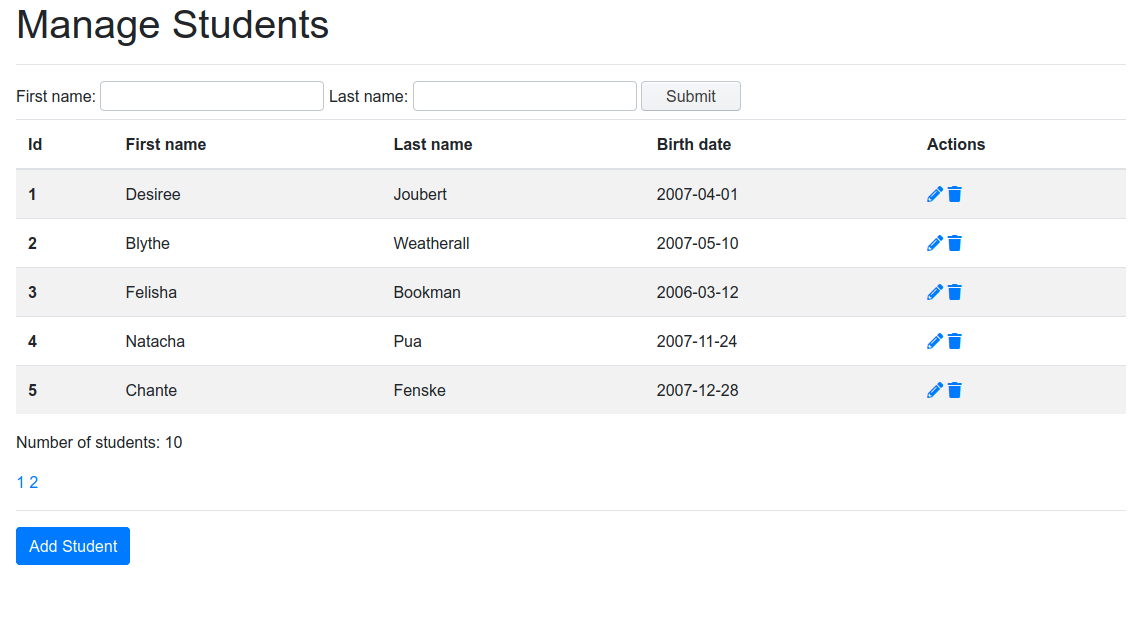 Manage Students
First name: Last name: Submit
Id First name Last name Birth date Actions
1 Desiree Joubert 2007-04-01
2 Blythe Weatherall 2007-05-10
3 Felisha Bookman 2006-03-12
4 Natacha Pua 2007-11-24
5 Chante Fenske 2007-12-28
Number of students: 10
1 2
Add Student